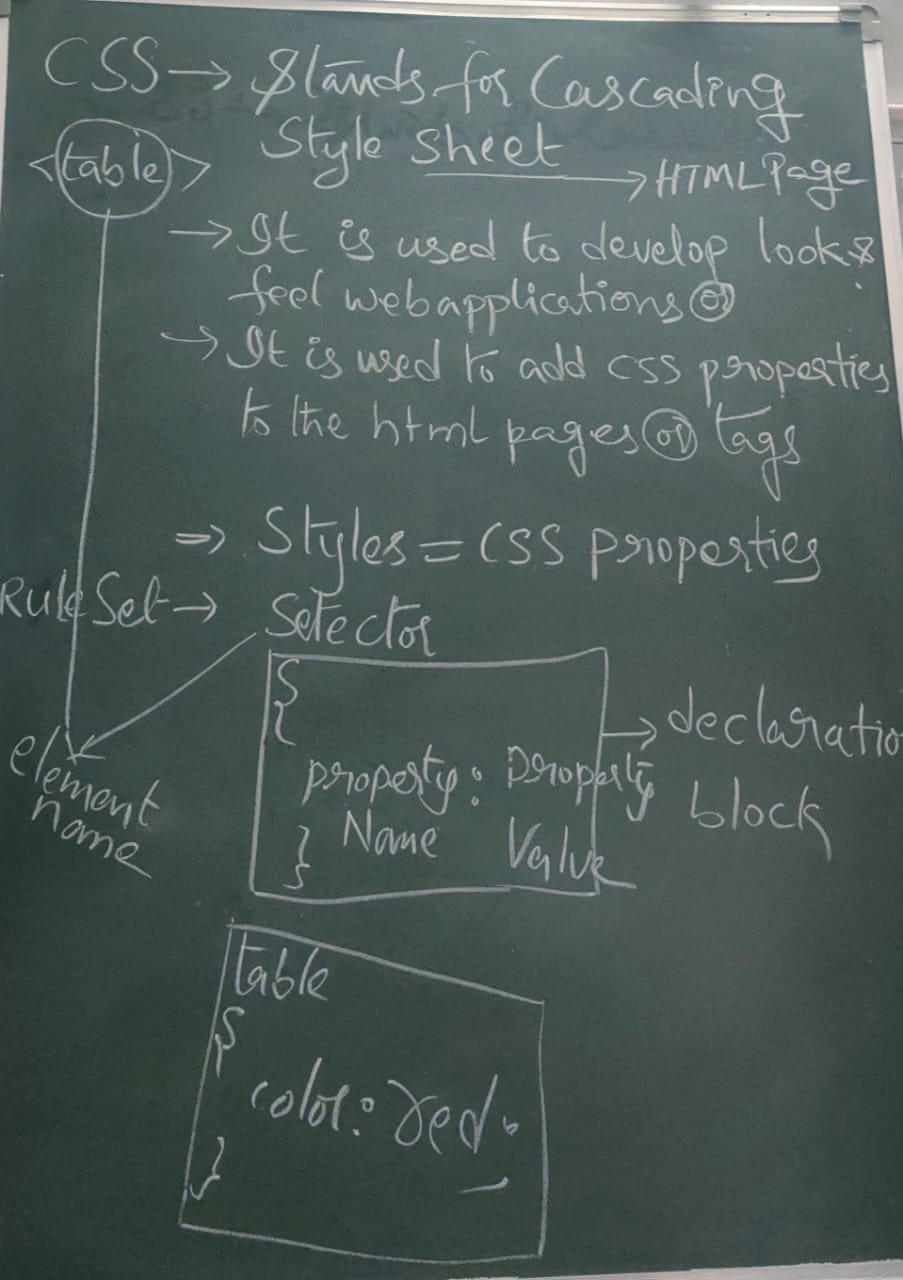 CSS → Stands for Cascading
Style Sheet → HTML Page
<table>
→ It is used to develop look &
feel webapplications or
→ It is used to add CSS properties
to the html pages or tags
⇒ Styles = CSS properties
RuleSet → Selector
{
property: property
Name Value
}
→ declaratio
block
element
name
table
{
color: red;
}